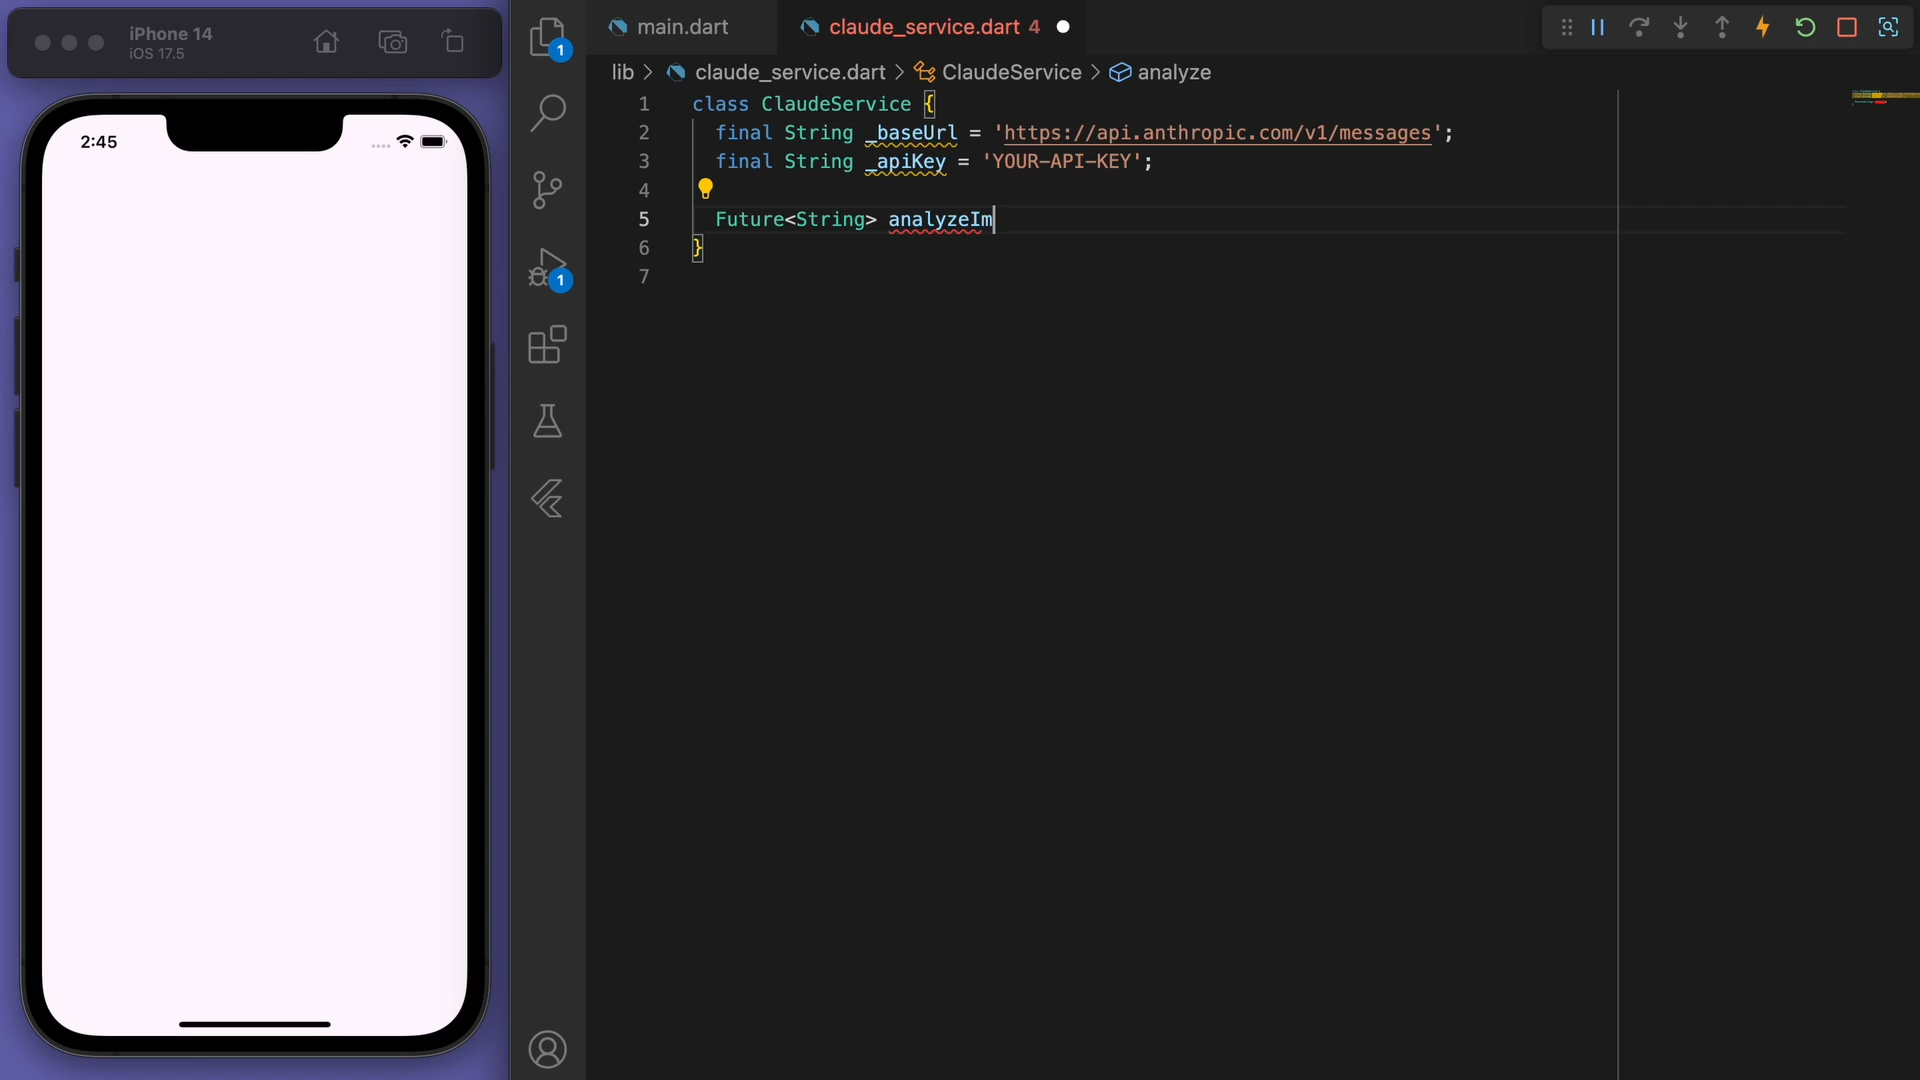 iPhone 14
iOS 17.5
2:45
1
1
main.dart
claude_service.dart 4
lib > claude_service.dart > ClaudeService > analyze
1 class ClaudeService {
2 final String _baseUrl = 'https://api.anthropic.com/v1/messages';
3 final String _apiKey = 'YOUR-API-KEY';
4
5 Future<String> analyzeIm
6 }
7